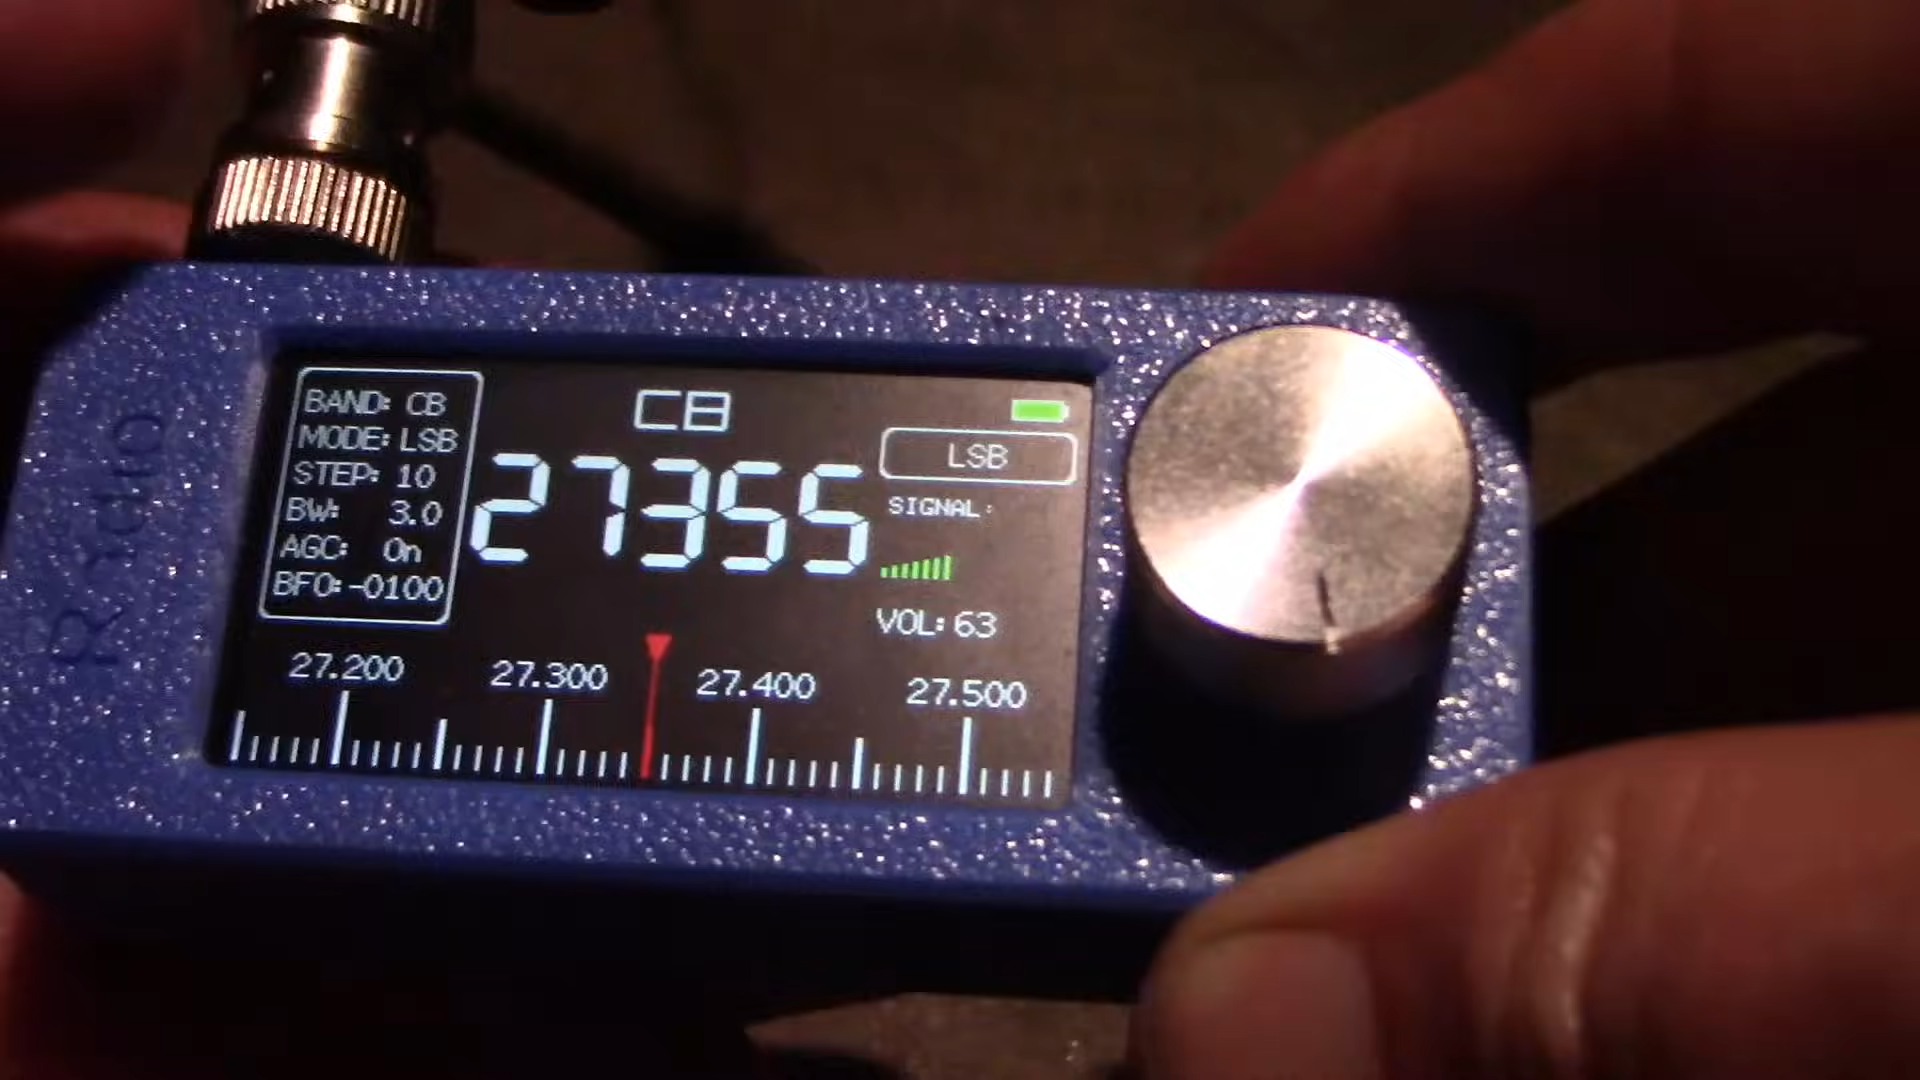 BAND: CB
MODE: LSB
STEP: 10
BW: 3.0
AGC: On
BFO: -0100
CB
27355
LSB
SIGNAL:
VOL: 63
27.200 27.300 27.400 27.500
Radio